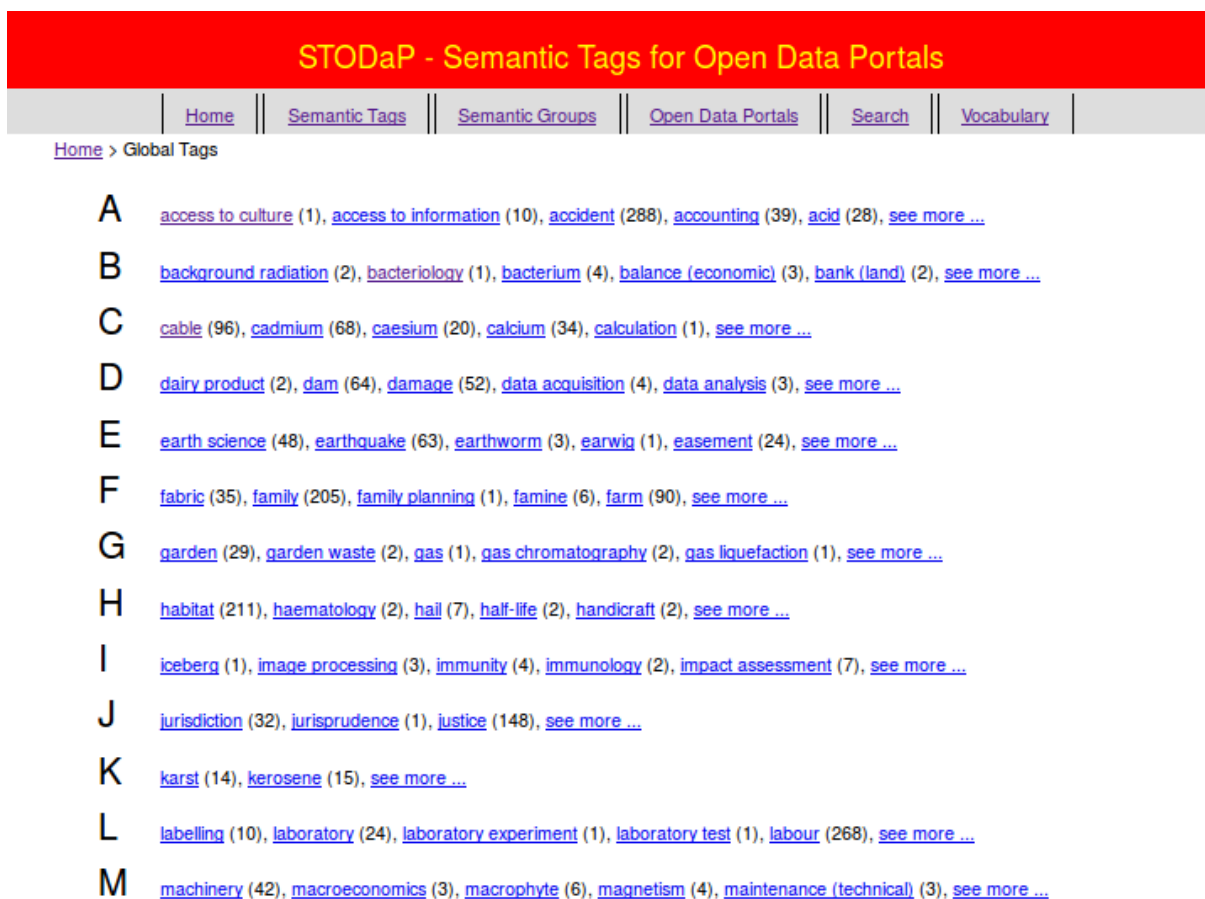 STODaP - Semantic Tags for Open Data Portals
Home Semantic Tags Semantic Groups Open Data Portals Search Vocabulary
Home > Global Tags
A access to culture (1), access to information (10), accident (288), accounting (39), acid (28), see more ...
B background radiation (2), bacteriology (1), bacterium (4), balance (economic) (3), bank (land) (2), see more ...
C cable (96), cadmium (68), caesium (20), calcium (34), calculation (1), see more ...
D dairy product (2), dam (64), damage (52), data acquisition (4), data analysis (3), see more ...
E earth science (48), earthquake (63), earthworm (3), earwig (1), easement (24), see more ...
F fabric (35), family (205), family planning (1), famine (6), farm (90), see more ...
G garden (29), garden waste (2), gas (1), gas chromatography (2), gas liquefaction (1), see more ...
H habitat (211), haematology (2), hail (7), half-life (2), handicraft (2), see more ...
I iceberg (1), image processing (3), immunity (4), immunology (2), impact assessment (7), see more ...
J jurisdiction (32), jurisprudence (1), justice (148), see more ...
K karst (14), kerosene (15), see more ...
L labelling (10), laboratory (24), laboratory experiment (1), laboratory test (1), labour (268), see more ...
M machinery (42), macroeconomics (3), macrophyte (6), magnetism (4), maintenance (technical) (3), see more ...